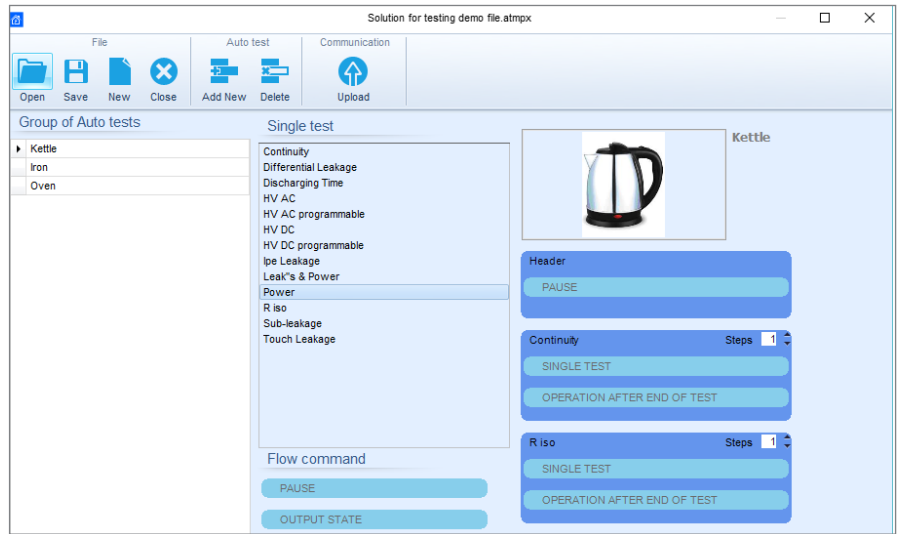 Solution for testing demo file.atmpx
File
Auto test
Communication
Open
Save
New
Close
Add New
Delete
Upload
Group of Auto tests
Kettle
Iron
Oven
Single test
Continuity
Differential Leakage
Discharging Time
HV AC
HV AC programmable
HV DC
HV DC programmable
Ipe Leakage
Leak"s & Power
Power
R iso
Sub-leakage
Touch Leakage
Flow command
PAUSE
OUTPUT STATE
Kettle
Header
PAUSE
Continuity Steps 1
SINGLE TEST
OPERATION AFTER END OF TEST
R iso Steps 1
SINGLE TEST
OPERATION AFTER END OF TEST